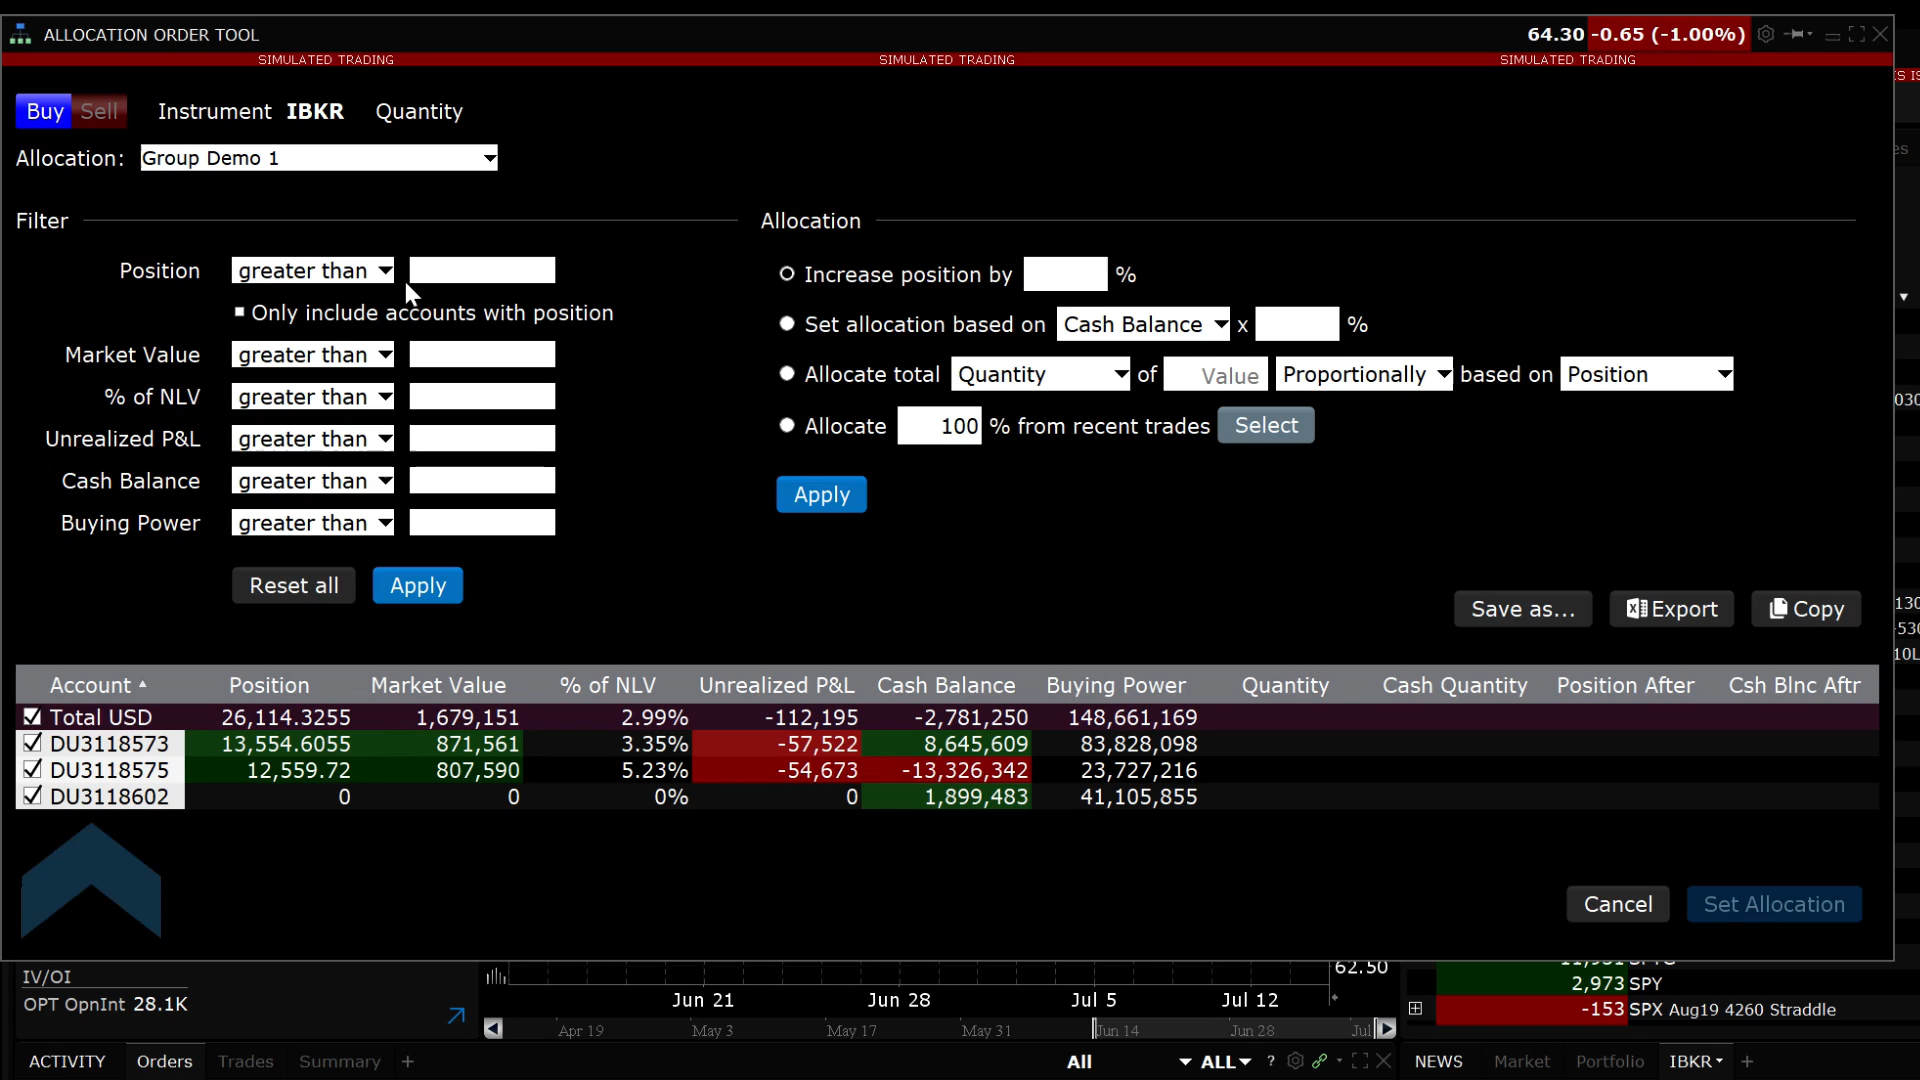 ALLOCATION ORDER TOOL 64.30 -0.65 (-1.00%)
SIMULATED TRADING SIMULATED TRADING SIMULATED TRADING
Buy Sell Instrument IBKR Quantity
Allocation: Group Demo 1
Filter
Position greater than
Only include accounts with position
Market Value greater than
% of NLV greater than
Unrealized P&L greater than
Cash Balance greater than
Buying Power greater than
Reset all Apply
Allocation
Increase position by %
Set allocation based on Cash Balance x %
Allocate total Quantity of Value Proportionally based on Position
Allocate 100 % from recent trades Select
Apply
Save as... Export Copy
Account Position Market Value % of NLV Unrealized P&L Cash Balance Buying Power Quantity Cash Quantity Position After Csh Blnc Aftr
Total USD 26,114.3255 1,679,151 2.99% -112,195 -2,781,250 148,661,169
DU3118573 13,554.6055 871,561 3.35% -57,522 8,645,609 83,828,098
DU3118575 12,559.72 807,590 5.23% -54,673 -13,326,342 23,727,216
DU3118602 0 0 0% 0 1,899,483 41,105,855
Cancel Set Allocation
IV/OI
OPT OpnInt 28.1K
62.50
Jun 21 Jun 28 Jul 5 Jul 12
Apr 19 May 3 May 17 May 31 Jun 14 Jun 28 Jul
2,973 SPY
-153 SPX Aug19 4260 Straddle
ACTIVITY Orders Trades Summary + All ALL ? NEWS Market Portfolio IBKR +